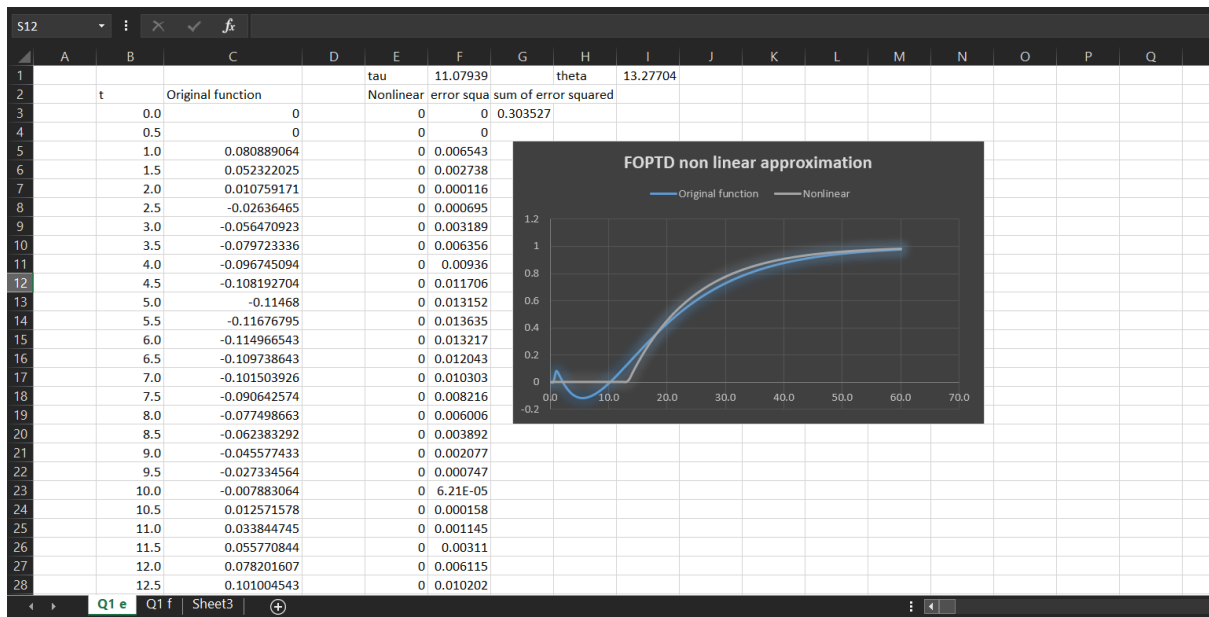 S12 fx
A B C D E F G H I J K L M N O P Q
1 tau 11.07939 theta 13.27704
2 t Original function Nonlinear error squa sum of error squared
3 0.0 0 0 0 0.303527
4 0.5 0 0 0
5 1.0 0.080889064 0 0.006543
6 1.5 0.052322025 0 0.002738
7 2.0 0.010759171 0 0.000116
8 2.5 -0.02636465 0 0.000695
9 3.0 -0.056470923 0 0.003189
10 3.5 -0.079723336 0 0.006356
11 4.0 -0.096745094 0 0.00936
12 4.5 -0.108192704 0 0.011706
13 5.0 -0.11468 0 0.013152
14 5.5 -0.11676795 0 0.013635
15 6.0 -0.114966543 0 0.013217
16 6.5 -0.109738643 0 0.012043
17 7.0 -0.101503926 0 0.010303
18 7.5 -0.090642574 0 0.008216
19 8.0 -0.077498663 0 0.006006
20 8.5 -0.062383292 0 0.003892
21 9.0 -0.045577433 0 0.002077
22 9.5 -0.027334564 0 0.000747
23 10.0 -0.007883064 0 6.21E-05
24 10.5 0.012571578 0 0.000158
25 11.0 0.033844745 0 0.001145
26 11.5 0.055770844 0 0.00311
27 12.0 0.078201607 0 0.006115
28 12.5 0.101004543 0 0.010202
FOPTD non linear approximation
Original function Nonlinear
1.2
1
0.8
0.6
0.4
0.2
0
-0.2
0.0 10.0 20.0 30.0 40.0 50.0 60.0 70.0
Q1 e Q1 f Sheet3